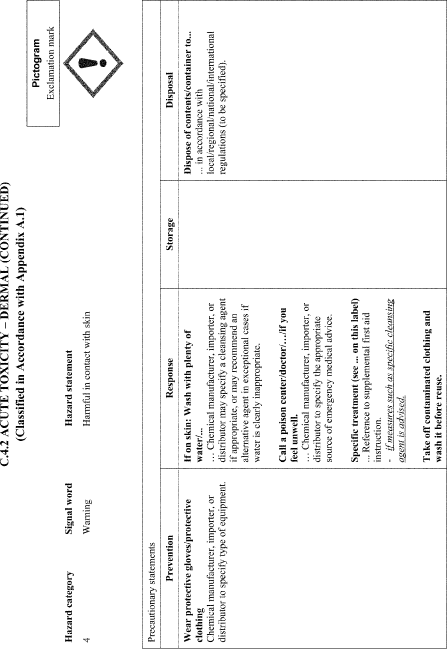 C.4.2 ACUTE TOXICITY – DERMAL (CONTINUED)
(Classified in Accordance with Appendix A.1)
Pictogram
Exclamation mark
Hazard category
Signal word
Hazard statement
4
Warning
Harmful in contact with skin
Precautionary statements
Prevention
Response
Storage
Disposal
Wear protective gloves/protective
clothing
Chemical manufacturer, importer, or
distributor to specify type of equipment.
If on skin: Wash with plenty of
water/...
… Chemical manufacturer, importer, or
distributor may specify a cleansing agent
if appropriate, or may recommend an
alternative agent in exceptional cases if
water is clearly inappropriate.
Call a poison center/doctor/…/if you
feel unwell.
… Chemical manufacturer, importer, or
distributor to specify the appropriate
source of emergency medical advice.
Specific treatment (see ... on this label)
... Reference to supplemental first aid
instruction.
- if measures such as specific cleansing
agent is advised.
Take off contaminated clothing and
wash it before reuse.
Dispose of contents/container to...
... in accordance with
local/regional/national/international
regulations (to be specified).